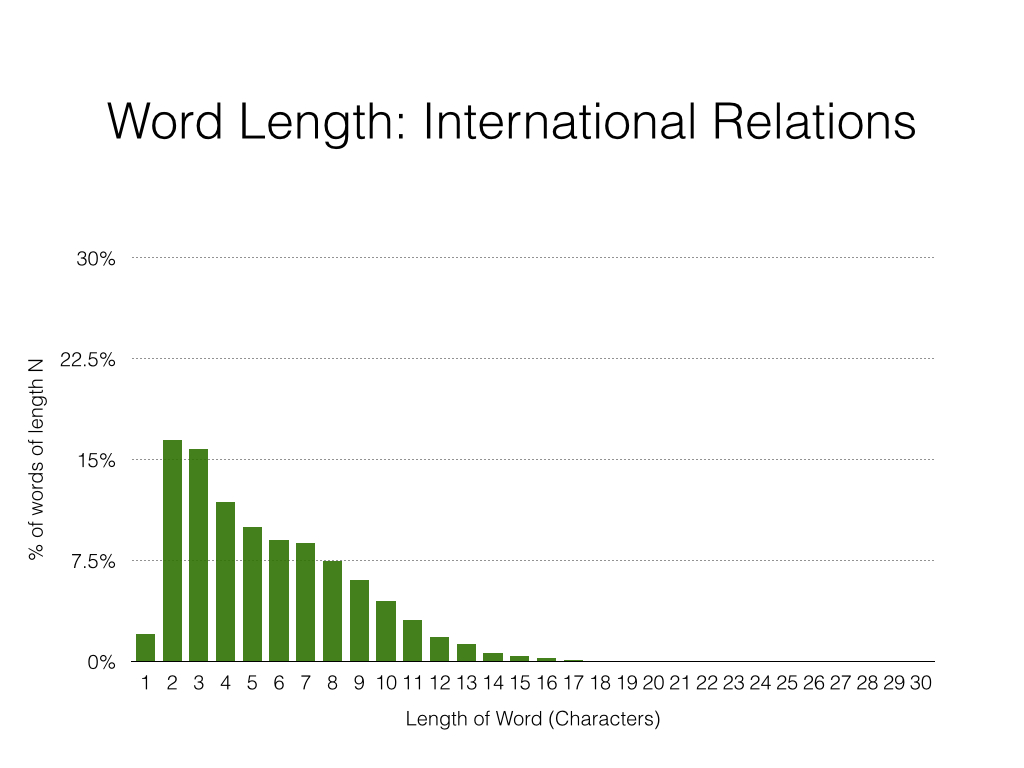 Word Length: International Relations
30%
22.5%
15%
7.5%
0%
% of words of length N
1 2 3 4 5 6 7 8 9 10 11 12 13 14 15 16 17 18 19 20 21 22 23 24 25 26 27 28 29 30
Length of Word (Characters)